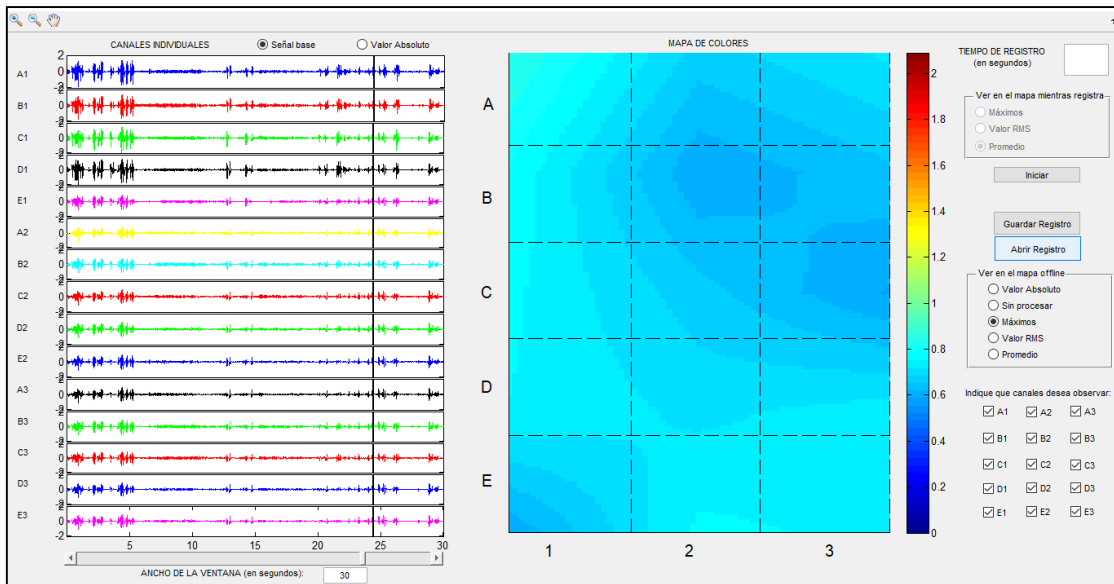 CANALES INDIVIDUALES
Señal base
Valor Absoluto
2
0
-2
A1
B1
C1
D1
E1
A2
B2
C2
D2
E2
A3
B3
C3
D3
E3
5 10 15 20 25 30
ANCHO DE LA VENTANA (en segundos): 30
MAPA DE COLORES
A
B
C
D
E
1 2 3
2
1.8
1.6
1.4
1.2
1
0.8
0.6
0.4
0.2
0
TIEMPO DE REGISTRO
(en segundos)
Ver en el mapa mientras registra
Máximos
Valor RMS
Promedio
Iniciar
Guardar Registro
Abrir Registro
Ver en el mapa offline
Valor Absoluto
Sin procesar
Máximos
Valor RMS
Promedio
Indique que canales desea observar:
A1 A2 A3
B1 B2 B3
C1 C2 C3
D1 D2 D3
E1 E2 E3